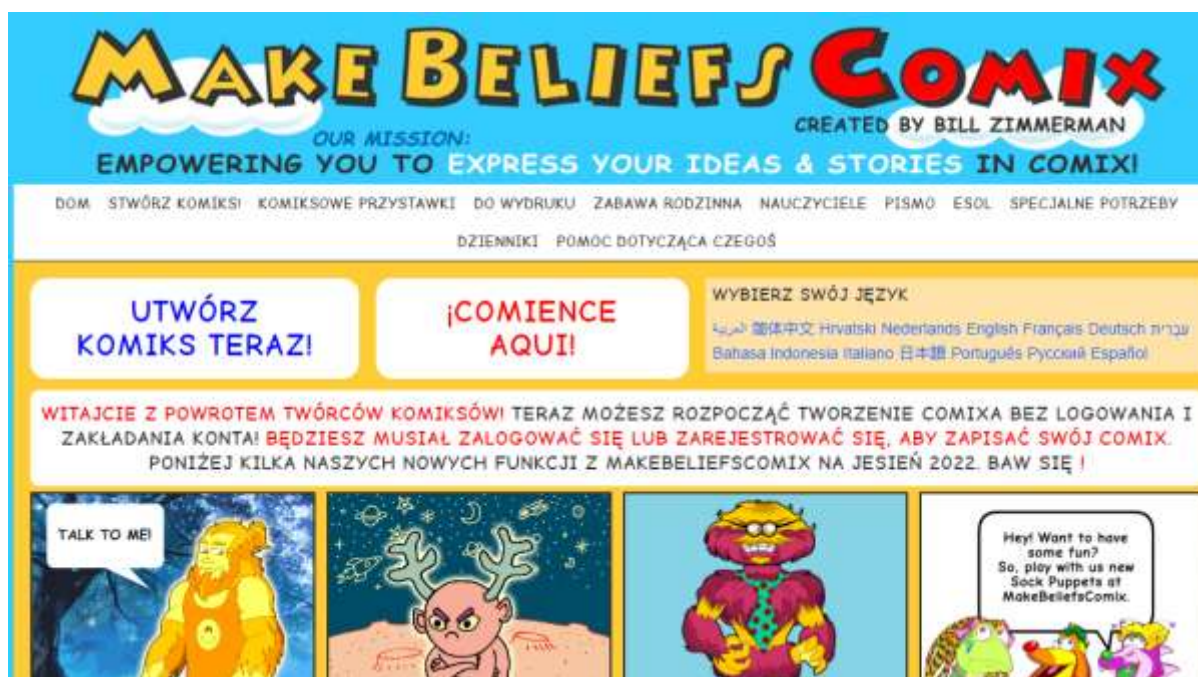 MAKE BELIEFS COMIX
CREATED BY BILL ZIMMERMAN
OUR MISSION:
EMPOWERING YOU TO EXPRESS YOUR IDEAS & STORIES IN COMIX!
DOM STWÓRZ KOMIKS! KOMIKSOWE PRZYSTAWKI DO WYDRUKU ZABAWA RODZINNA NAUCZYCIELE PISMO ESOL SPECJALNE POTRZEBY
DZIENNIKI POMOC DOTYCZĄCA CZEGOŚ
UTWÓRZ
KOMIKS TERAZ!
¡COMIENCE
AQUI!
WYBIERZ SWÓJ JĘZYK
العربية 简体中文 Hrvatski Nederlands English Français Deutsch עברית
Bahasa Indonesia Italiano 日本語 Português Русский Español
WITAJCIE Z POWROTEM TWÓRCÓW KOMIKSÓW! TERAZ MOŻESZ ROZPOCZĄĆ TWORZENIE COMIXA BEZ LOGOWANIA I
ZAKŁADANIA KONTA! BĘDZIESZ MUSIAŁ ZALOGOWAĆ SIĘ LUB ZAREJESTROWAĆ SIĘ, ABY ZAPISAĆ SWÓJ COMIX.
PONIŻEJ KILKA NASZYCH NOWYCH FUNKCJI Z MAKEBELIEFSCOMIX NA JESIEŃ 2022. BAW SIĘ !
TALK TO ME!
Hey! Want to have
some fun?
So, play with us new
Sock Puppets at
MakeBeliefsComix.